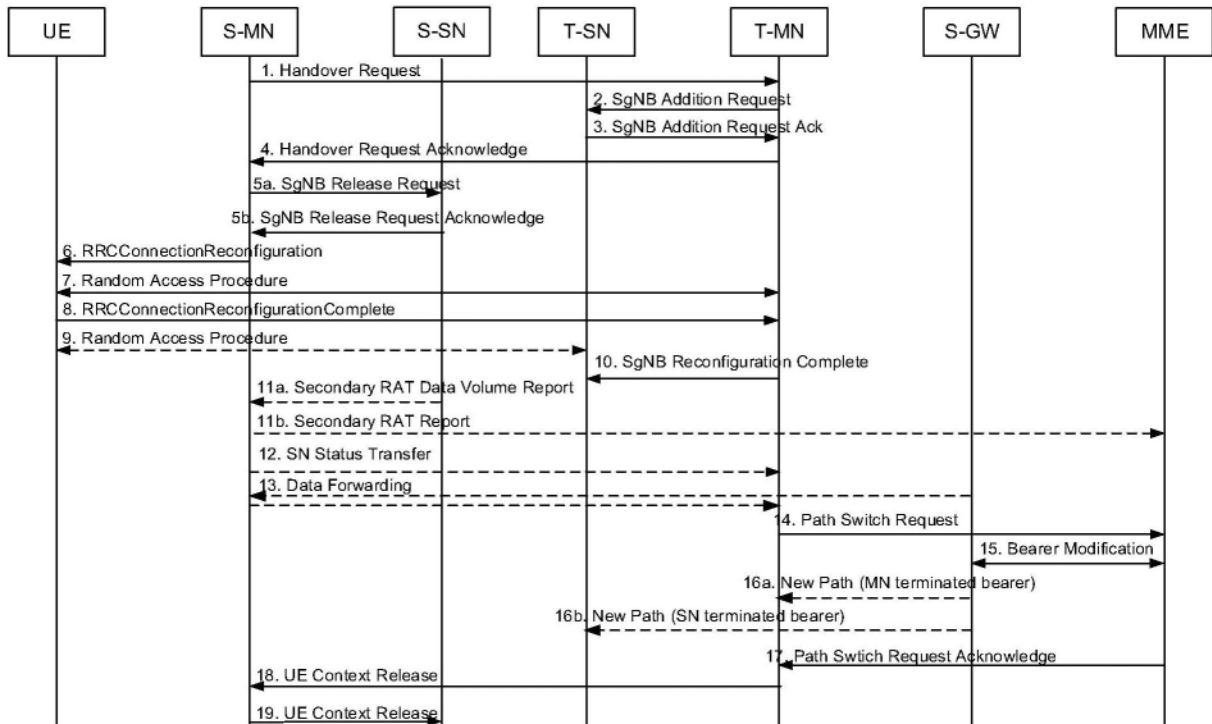 UE
S-MN
S-SN
T-SN
T-MN
S-GW
MME
1. Handover Request
2. SgNB Addition Request
3. SgNB Addition Request Ack
4. Handover Request Acknowledge
5a. SgNB Release Request
5b. SgNB Release Request Acknowledge
6. RRCConnectionReconfiguration
7. Random Access Procedure
8. RRCConnectionReconfigurationComplete
9. Random Access Procedure
10. SgNB Reconfiguration Complete
11a. Secondary RAT Data Volume Report
11b. Secondary RAT Report
12. SN Status Transfer
13. Data Forwarding
14. Path Switch Request
15. Bearer Modification
16a. New Path (MN terminated bearer)
16b. New Path (SN terminated bearer)
17. Path Swtich Request Acknowledge
18. UE Context Release
19. UE Context Release